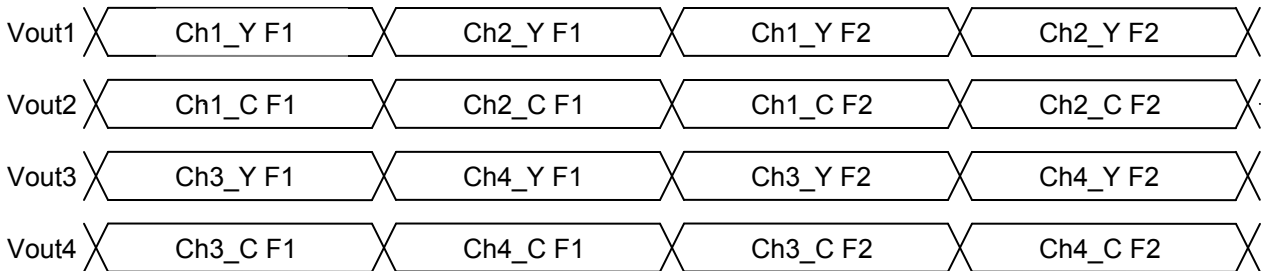 Vout1 Ch1_Y F1 Ch2_Y F1 Ch1_Y F2 Ch2_Y F2
Vout2 Ch1_C F1 Ch2_C F1 Ch1_C F2 Ch2_C F2
Vout3 Ch3_Y F1 Ch4_Y F1 Ch3_Y F2 Ch4_Y F2
Vout4 Ch3_C F1 Ch4_C F1 Ch3_C F2 Ch4_C F2